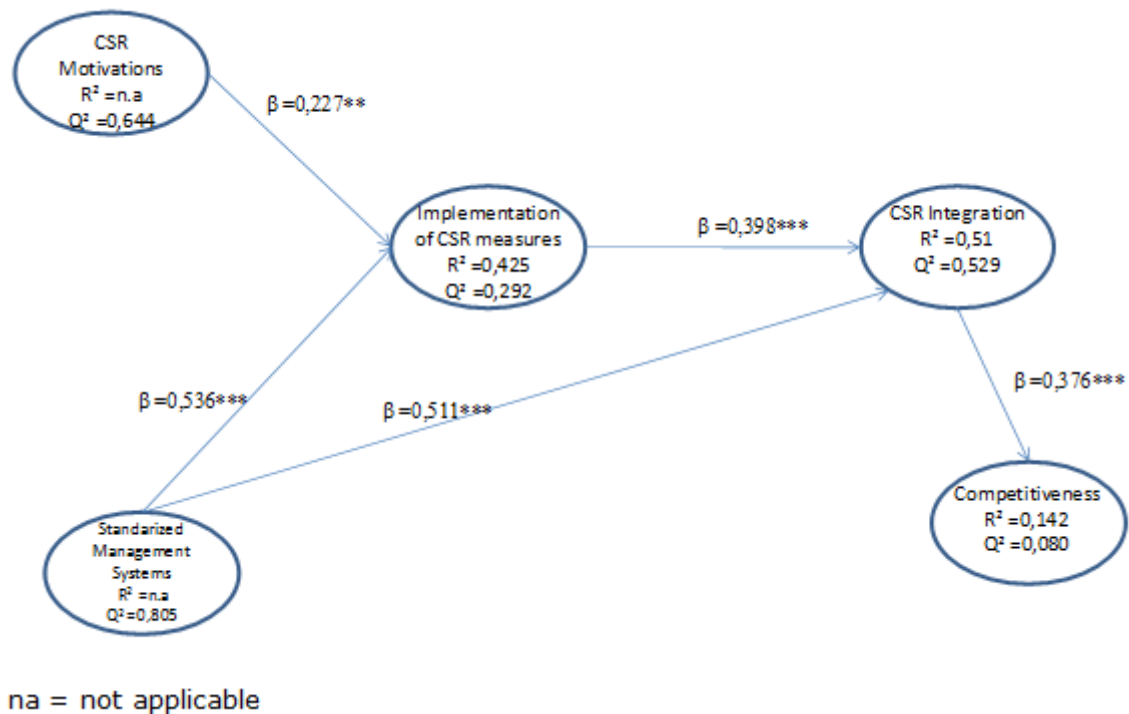 CSR
Motivations
R² =n.a
Q² =0,644
β=0,227**
Implementation
of CSR measures
R² =0,425
Q² =0,292
β=0,398***
CSR Integration
R² =0,51
Q² =0,529
β=0,536***
β=0,511***
β=0,376***
Competitiveness
R² =0,142
Q² =0,080
Standarized
Management
Systems
R² =n.a
Q²=0,805
na = not applicable